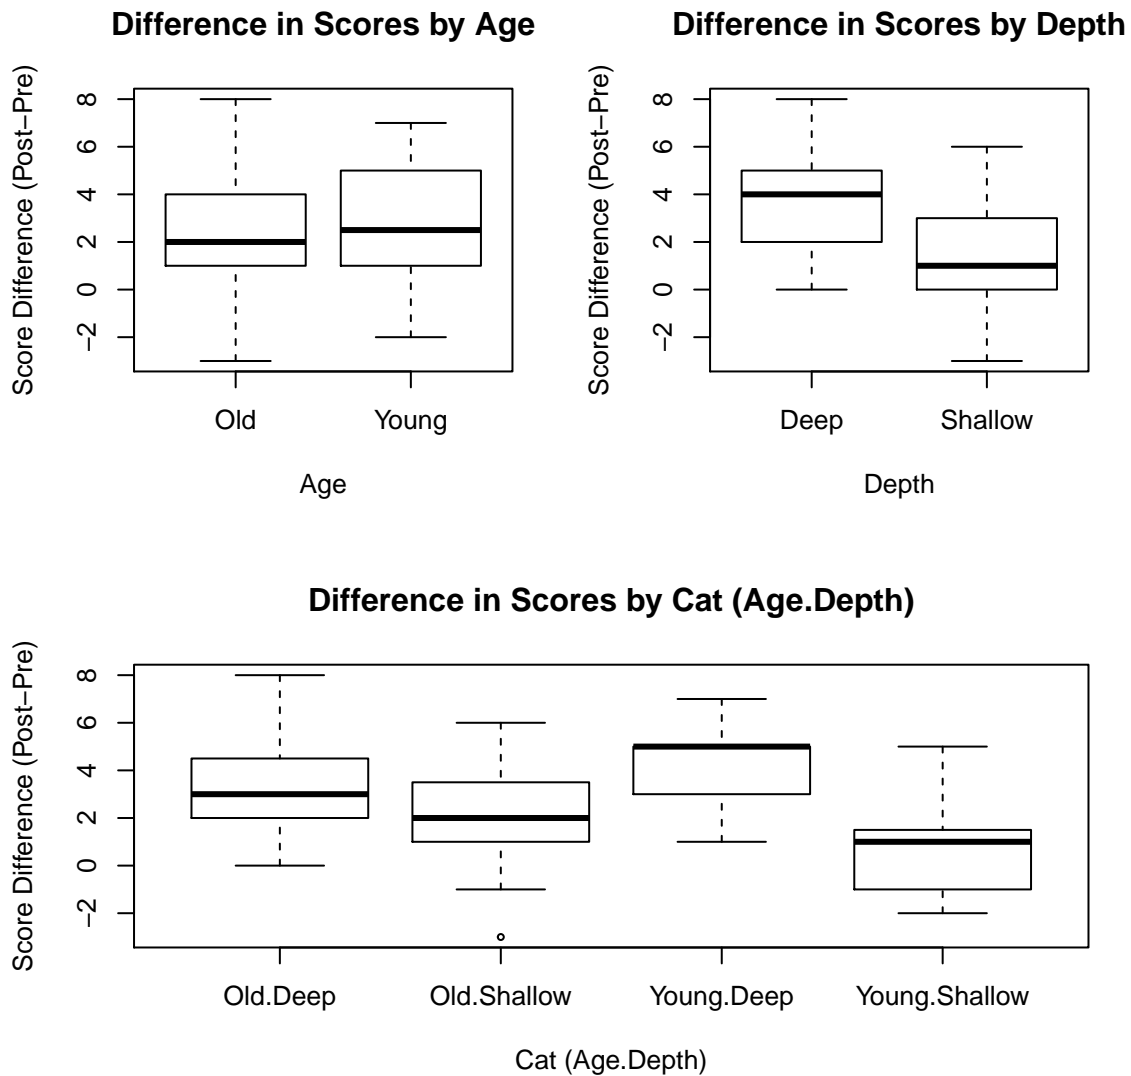 Difference in Scores by Age
Score Difference (Post−Pre)
8
6
4
2
0
−2
Old Young
Age
Difference in Scores by Depth
Score Difference (Post−Pre)
8
6
4
2
0
−2
Deep Shallow
Depth
Difference in Scores by Cat (Age.Depth)
Score Difference (Post−Pre)
8
6
4
2
0
−2
Old.Deep Old.Shallow Young.Deep Young.Shallow
Cat (Age.Depth)